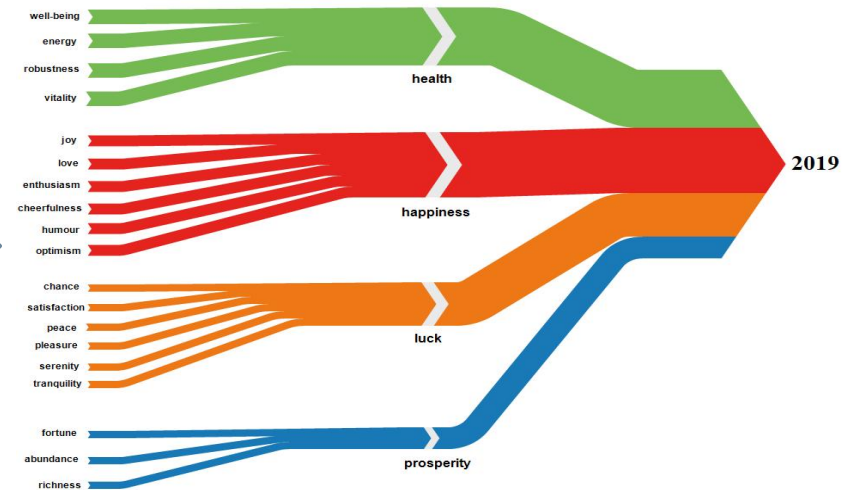 well-being
energy
robustness
vitality
health
joy
love
enthusiasm
cheerfulness
humour
optimism
happiness
chance
satisfaction
peace
pleasure
serenity
tranquility
luck
fortune
abundance
richness
prosperity
2019